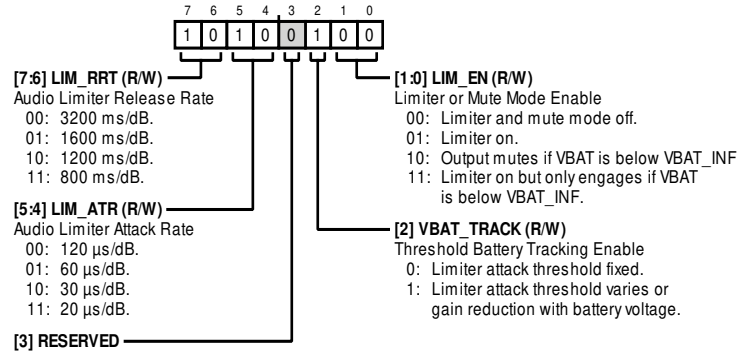 7 6 5 4 3 2 1 0
1 0 1 0 0 1 0 0
[7:6] LIM_RRT (R/W)
Audio Limiter Release Rate
00: 3200 ms/dB.
01: 1600 ms/dB.
10: 1200 ms/dB.
11: 800 ms/dB.
[5:4] LIM_ATR (R/W)
Audio Limiter Attack Rate
00: 120 µs/dB.
01: 60 µs/dB.
10: 30 µs/dB.
11: 20 µs/dB.
[3] RESERVED
[1:0] LIM_EN (R/W)
Limiter or Mute Mode Enable
00: Limiter and mute mode off.
01: Limiter on.
10: Output mutes if VBAT is below VBAT_INF
11: Limiter on but only engages if VBAT
is below VBAT_INF.
[2] VBAT_TRACK (R/W)
Threshold Battery Tracking Enable
0: Limiter attack threshold fixed.
1: Limiter attack threshold varies or
gain reduction with battery voltage.